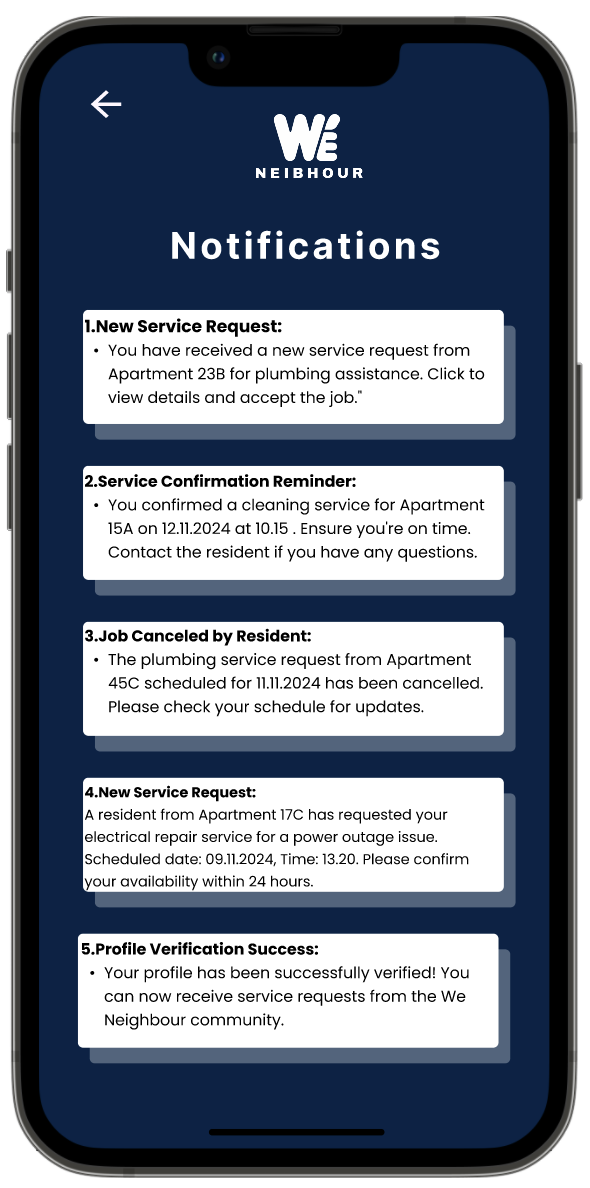 WE
NEIBHOUR
Notifications
1.New Service Request:
• You have received a new service request from
Apartment 23B for plumbing assistance. Click to
view details and accept the job."
2.Service Confirmation Reminder:
• You confirmed a cleaning service for Apartment
15A on 12.11.2024 at 10.15 . Ensure you're on time.
Contact the resident if you have any questions.
3.Job Canceled by Resident:
• The plumbing service request from Apartment
45C scheduled for 11.11.2024 has been cancelled.
Please check your schedule for updates.
4.New Service Request:
A resident from Apartment 17C has requested your
electrical repair service for a power outage issue.
Scheduled date: 09.11.2024, Time: 13.20. Please confirm
your availability within 24 hours.
5.Profile Verification Success:
• Your profile has been successfully verified! You
can now receive service requests from the We
Neighbour community.